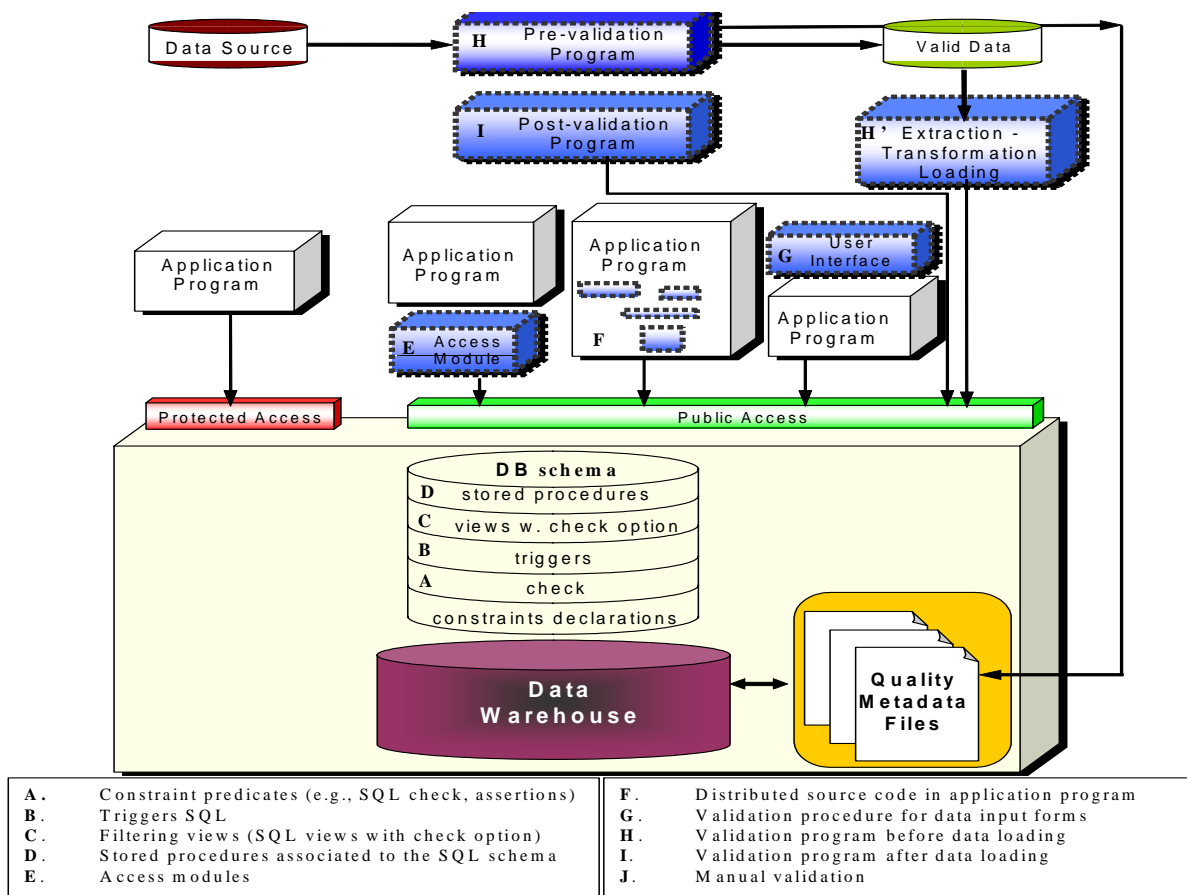 Data Source
H Pre-validation
Program
Valid Data
I Post-validation
Program
H’ Extraction -
Transformation
Loading
Application
Program
Application
Program
Application
Program
F
G User
Interface
Application
Program
E Access
Module
Protected Access
Public Access
DB schema
D stored procedures
C views w. check option
B triggers
A check
constraints declarations
Data
Warehouse
Quality
Metadata
Files
A. Constraint predicates (e.g., SQL check, assertions)
B. Triggers SQL
C. Filtering views (SQL views with check option)
D. Stored procedures associated to the SQL schema
E. Access modules
F. Distributed source code in application program
G. Validation procedure for data input forms
H. Validation program before data loading
I. Validation program after data loading
J. Manual validation